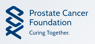 Prostate Cancer
Foundation
Curing Together.